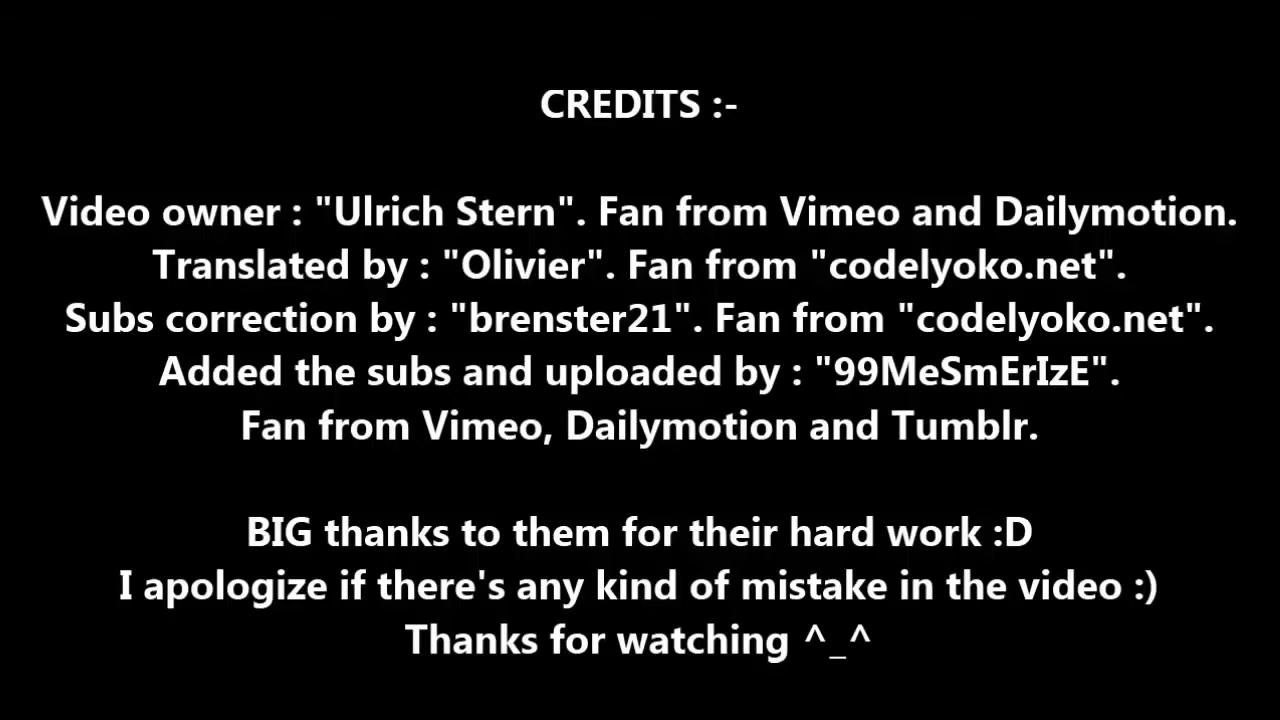 CREDITS :-
Video owner : "Ulrich Stern". Fan from Vimeo and Dailymotion.
Translated by : "Olivier". Fan from "codelyoko.net".
Subs correction by : "brenster21". Fan from "codelyoko.net".
Added the subs and uploaded by : "99MeSmErIzE".
Fan from Vimeo, Dailymotion and Tumblr.
BIG thanks to them for their hard work :D
I apologize if there's any kind of mistake in the video :)
Thanks for watching ^_^